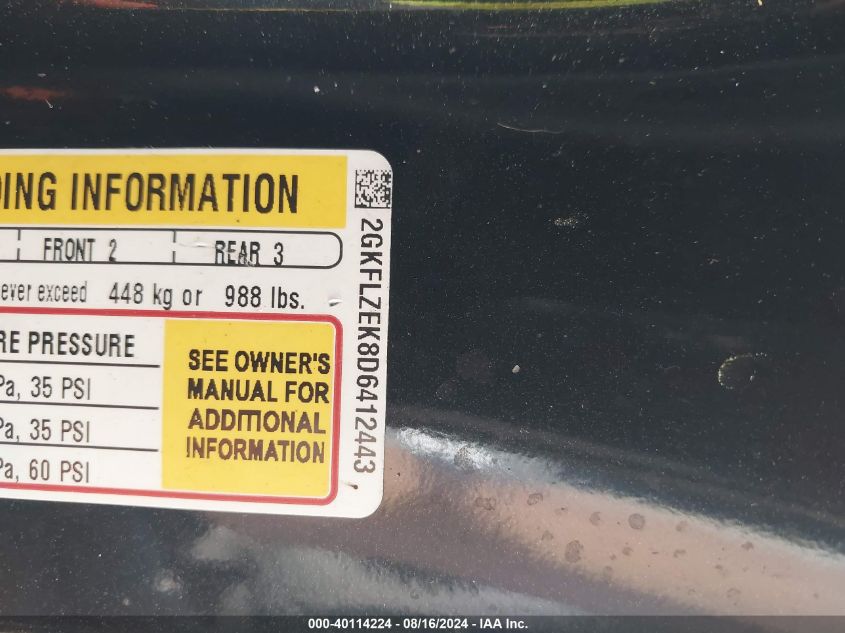 DING INFORMATION
FRONT 2 REAR 3
ever exceed 448 kg or 988 lbs.
RE PRESSURE
Pa, 35 PSI
Pa, 35 PSI
Pa, 60 PSI
SEE OWNER'S
MANUAL FOR
ADDITIONAL
INFORMATION
2GKFLZEK8D6412443
000-40114224 - 08/16/2024 - IAA Inc.